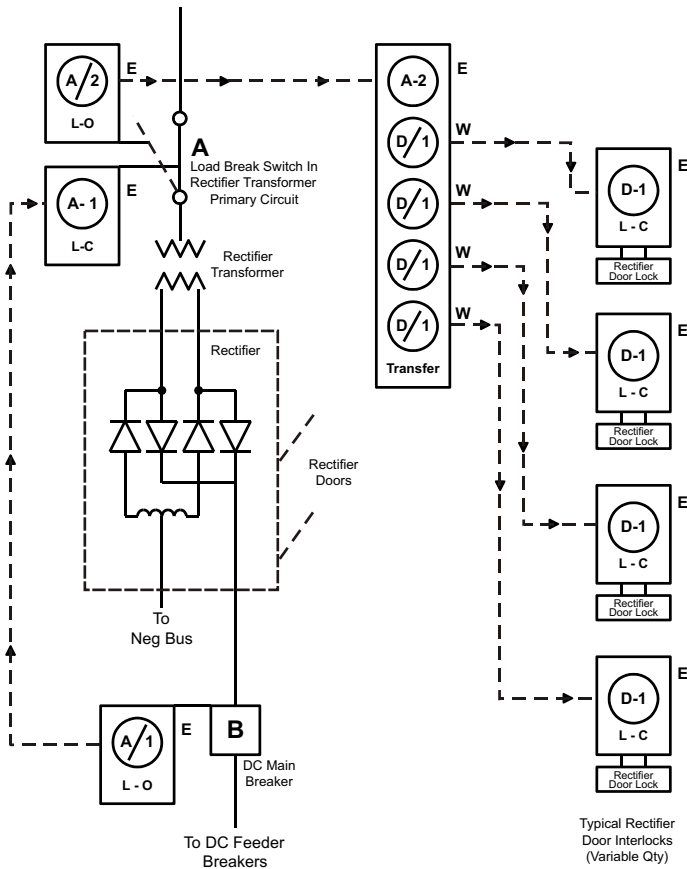 A/2
E
L-O
A
Load Break Switch In
Rectifier Transformer
Primary Circuit
A- 1
E
L-C
Rectifier
Transformer
Rectifier
Rectifier
Doors
To
Neg Bus
A/1
E
L - O
B
DC Main
Breaker
To DC Feeder
Breakers
A-2
E
D/1
W
D/1
W
D/1
W
D/1
W
Transfer
D-1
E
L - C
Rectifier
Door Lock
D-1
E
L - C
Rectifier
Door Lock
D-1
E
L - C
Rectifier
Door Lock
D-1
E
L - C
Rectifier
Door Lock
Typical Rectifier
Door Interlocks
(Variable Qty)